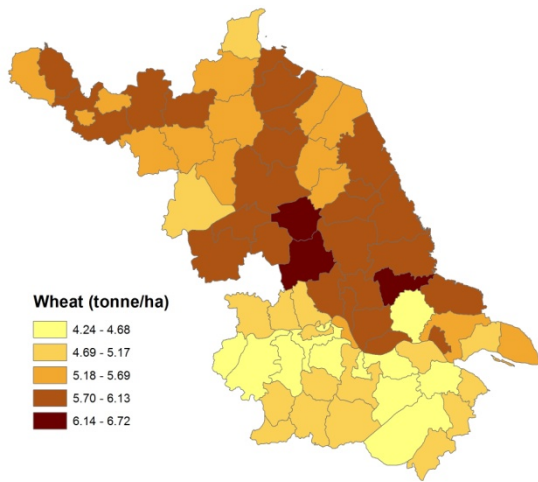 Wheat (tonne/ha)
4.24 - 4.68
4.69 - 5.17
5.18 - 5.69
5.70 - 6.13
6.14 - 6.72